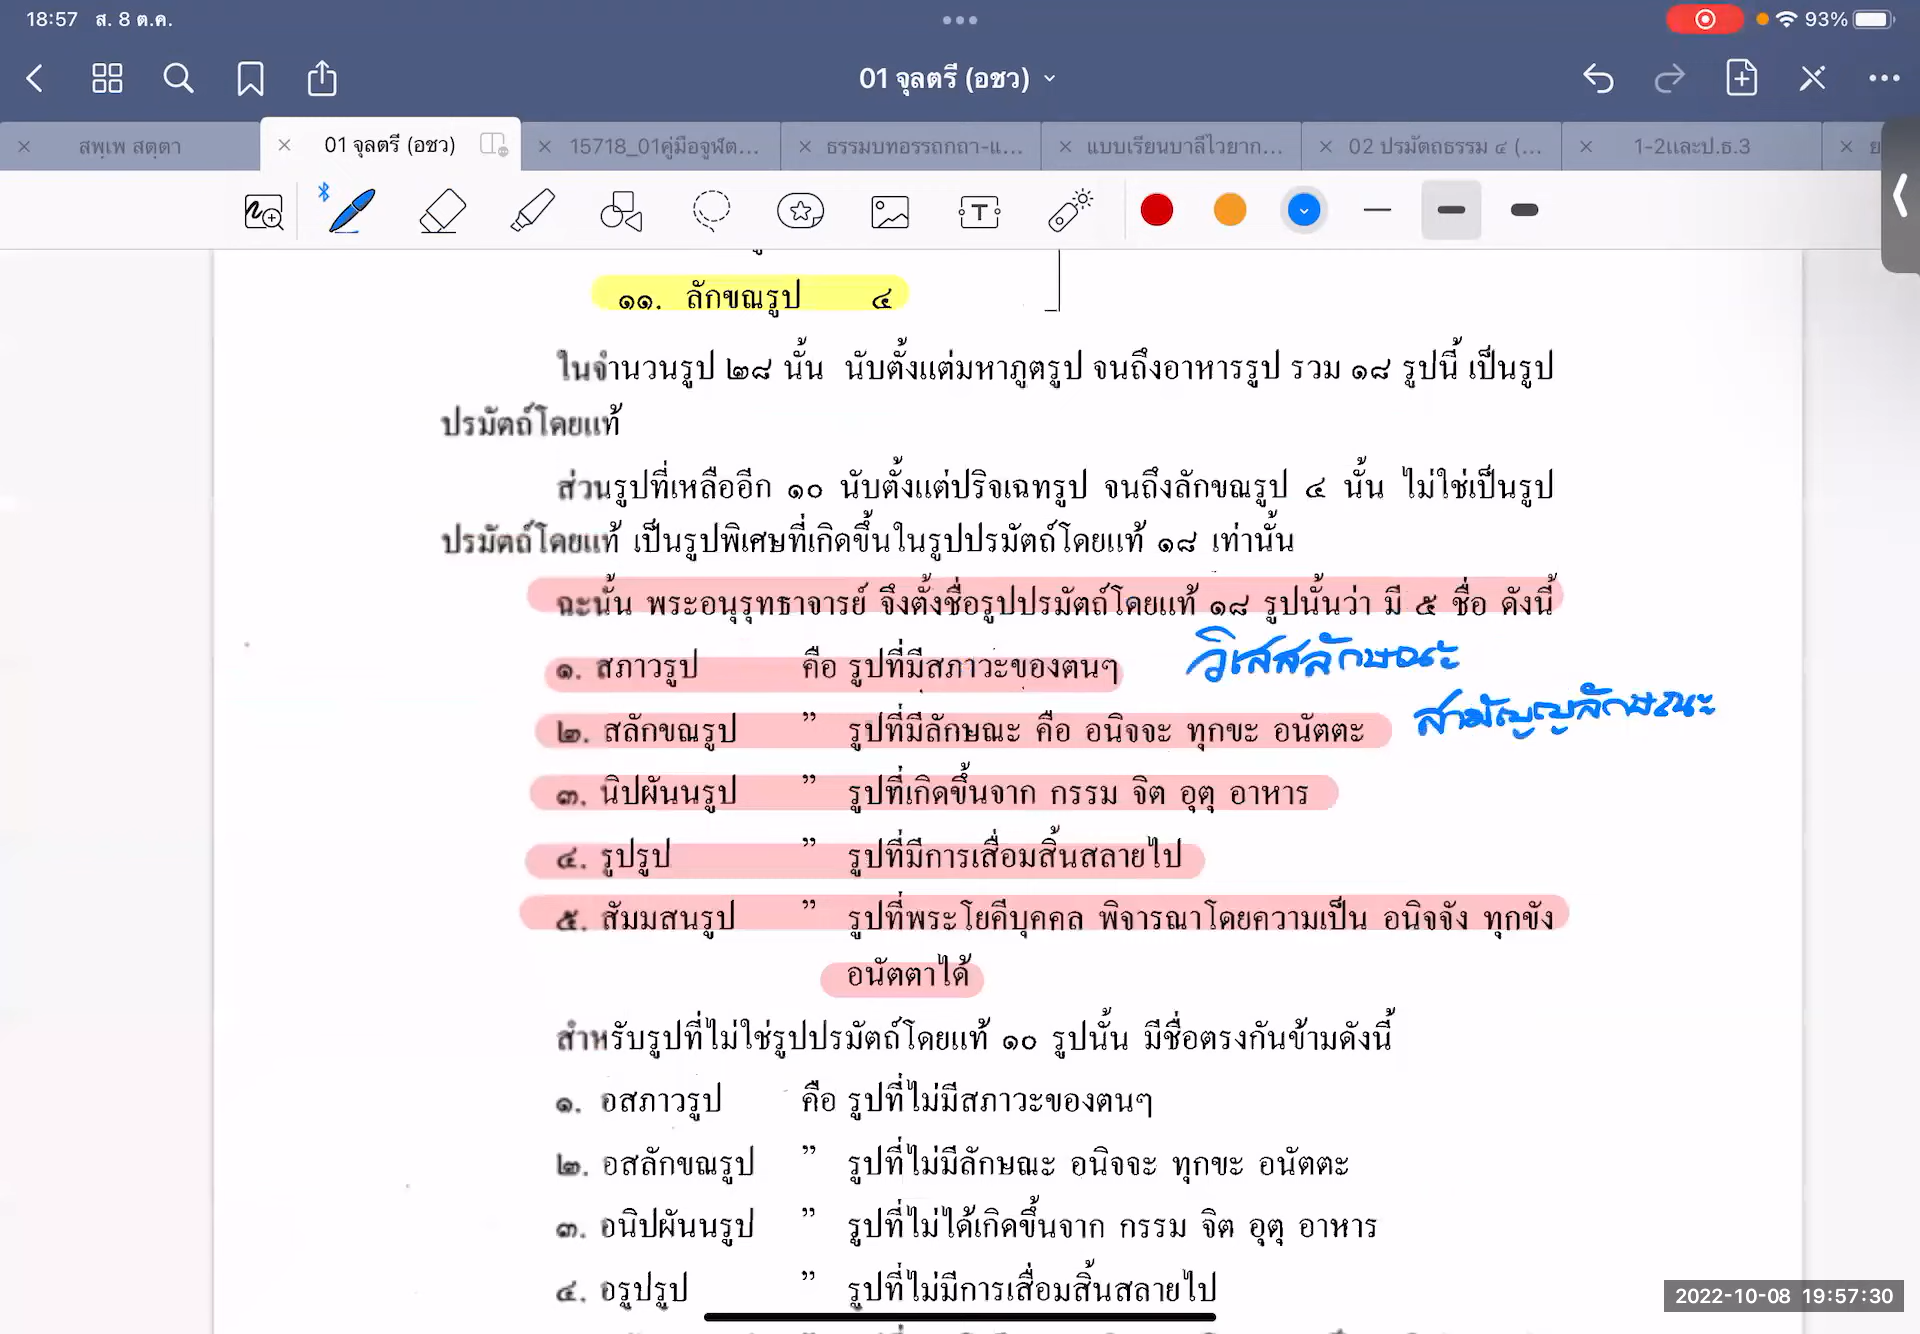 18:57 ส. 8 ต.ค.
93%
01 จุลตรี (อชว)
สพฺเพ สตฺตา
01 จุลตรี (อชว)
15718_01คู่มือจูฬต...
ธรรมบทอรรถกถา-แ...
แบบเรียนบาลีไวยาก...
02 ปรมัตถธรรม ๔ (...
1-2และป.ธ.3
ย
๑๑. ลักขณรูป ๔
ในจำนวนรูป ๒๘ นั้น นับตั้งแต่มหาภูตรูป จนถึงอาหารรูป รวม ๑๘ รูปนี้ เป็นรูป
ปรมัตถ์โดยแท้
ส่วนรูปที่เหลืออีก ๑๐ นับตั้งแต่ปริจเฉทรูป จนถึงลักขณรูป ๔ นั้น ไม่ใช่เป็นรูป
ปรมัตถ์โดยแท้ เป็นรูปพิเศษที่เกิดขึ้นในรูปปรมัตถ์โดยแท้ ๑๘ เท่านั้น
ฉะนั้น พระอนุรุทธาจารย์ จึงตั้งชื่อรูปปรมัตถ์โดยแท้ ๑๘ รูปนั้นว่า มี ๕ ชื่อ ดังนี้
๑. สภาวรูป คือ รูปที่มีสภาวะของตนๆ วิเสสลักษณะ
๒. สลักขณรูป ” รูปที่มีลักษณะ คือ อนิจจะ ทุกขะ อนัตตะ สามัญญลักษณะ
๓. นิปผันนรูป ” รูปที่เกิดขึ้นจาก กรรม จิต อุตุ อาหาร
๔. รูปรูป ” รูปที่มีการเสื่อมสิ้นสลายไป
๕. สัมมสนรูป ” รูปที่พระโยคีบุคคล พิจารณาโดยความเป็น อนิจจัง ทุกขัง
อนัตตาได้
สำหรับรูปที่ไม่ใช่รูปปรมัตถ์โดยแท้ ๑๐ รูปนั้น มีชื่อตรงกันข้ามดังนี้
๑. อสภาวรูป คือ รูปที่ไม่มีสภาวะของตนๆ
๒. อสลักขณรูป ” รูปที่ไม่มีลักษณะ อนิจจะ ทุกขะ อนัตตะ
๓. อนิปผันนรูป ” รูปที่ไม่ได้เกิดขึ้นจาก กรรม จิต อุตุ อาหาร
๔. อรูปรูป ” รูปที่ไม่มีการเสื่อมสิ้นสลายไป
2022-10-08 19:57:30